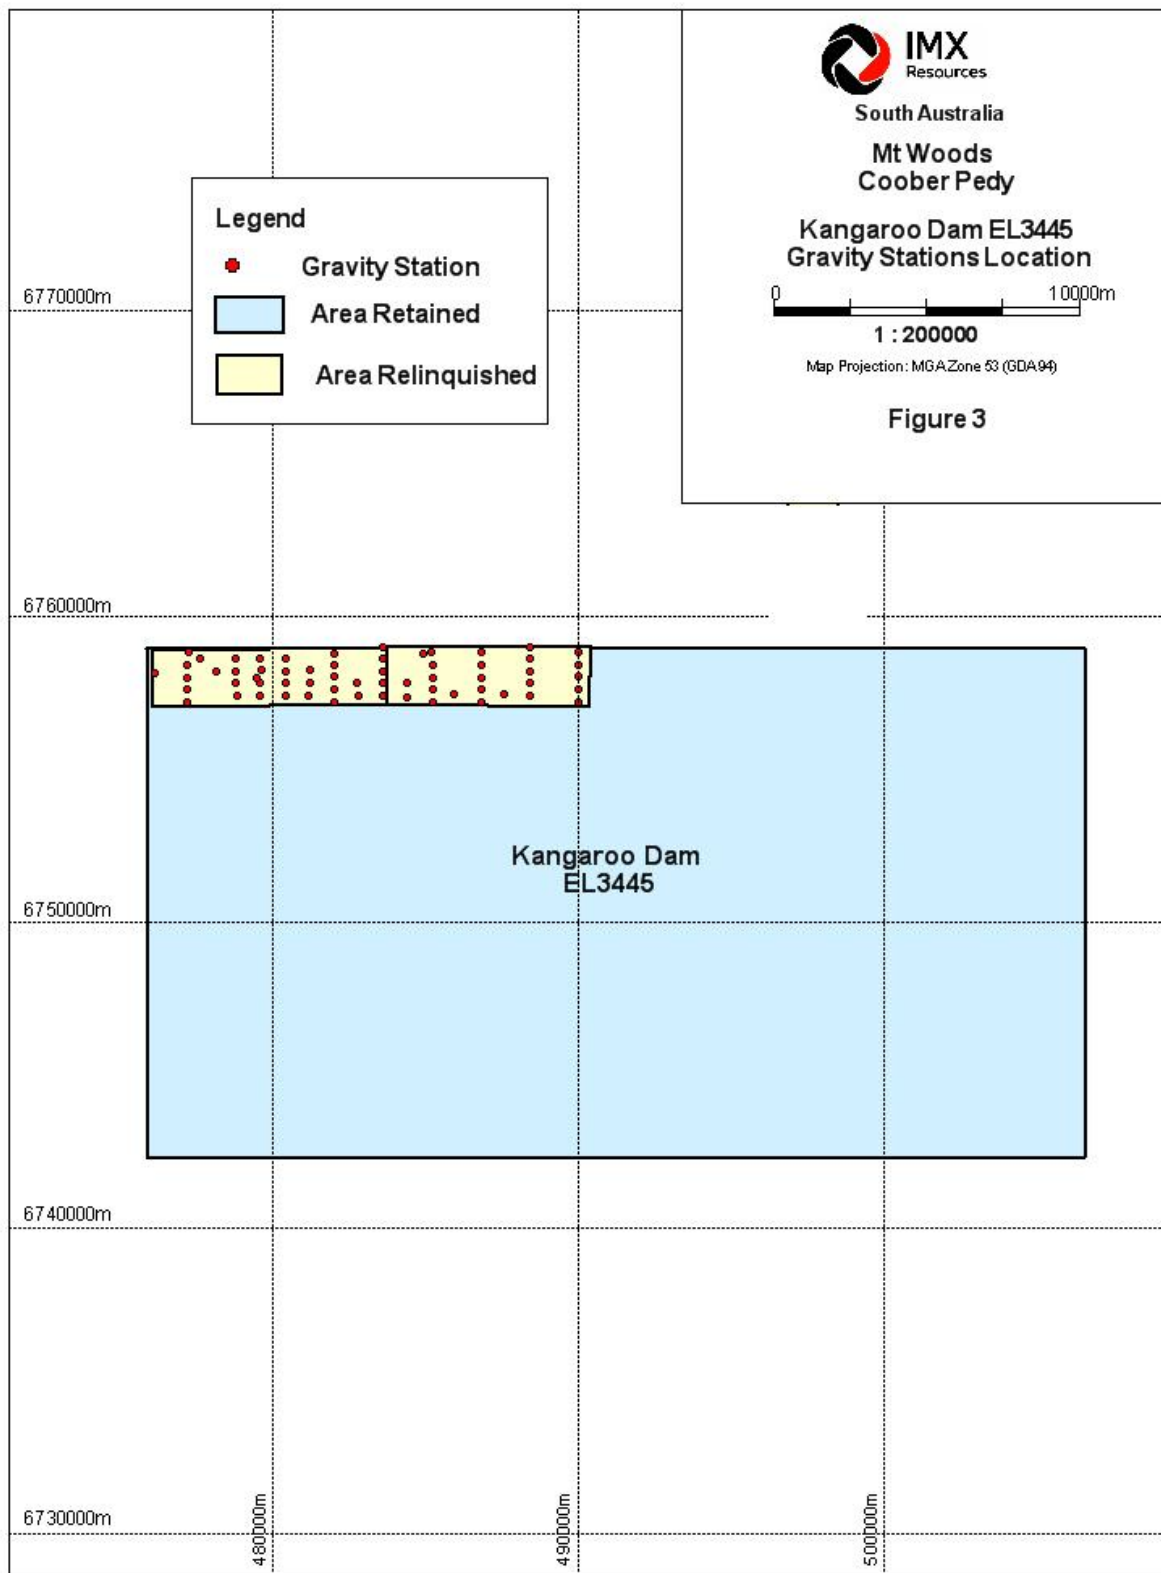 IMX
Resources
South Australia
Mt Woods
Coober Pedy
Kangaroo Dam EL3445
Gravity Stations Location
0 10000m
1 : 200000
Map Projection: MGA Zone 53 (GDA94)
Figure 3
Legend
Gravity Station
Area Retained
Area Relinquished
6770000m
6760000m
Kangaroo Dam
EL3445
6750000m
6740000m
6730000m
480000m
490000m
500000m